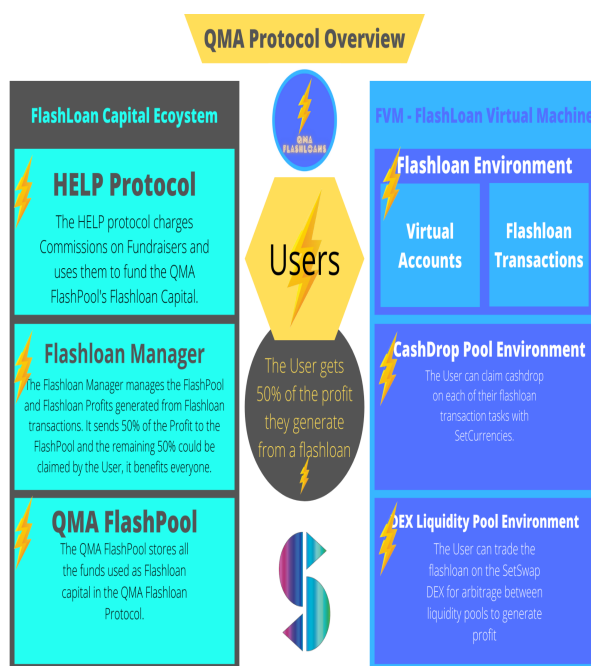 QMA Protocol Overview
FlashLoan Capital Ecoystem
HELP Protocol
The HELP protocol charges
Commissions on Fundraisers and
uses them to fund the QMA
FlashPool's Flashloan Capital.
Flashloan Manager
The Flashloan Manager manages the FlashPool
and Flashloan Profits generated from Flashloan
transactions. It sends 50% of the Profit to the
FlashPool and the remaining 50% could be
claimed by the User, it benefits everyone.
QMA FlashPool
The QMA FlashPool stores all
the funds used as Flashloan
capital in the QMA Flashloan
Protocol.
QMA
FLASHLOANS
Users
The User gets
50% of the profit
they generate
from a flashloan
FVM - FlashLoan Virtual Machine
Flashloan Environment
Virtual
Accounts
Flashloan
Transactions
CashDrop Pool Environment
The User can claim cashdrop
on each of their flashloan
transaction tasks with
SetCurrencies.
DEX Liquidity Pool Environment
The User can trade the
flashloan on the SetSwap
DEX for arbitrage between
liquidity pools to generate
profit